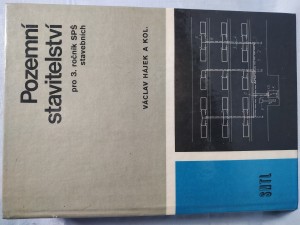 Pozemní
stavitelství
pro 3. ročník SPŠ
stavebních
VÁCLAV HÁJEK A KOL.
SNTL